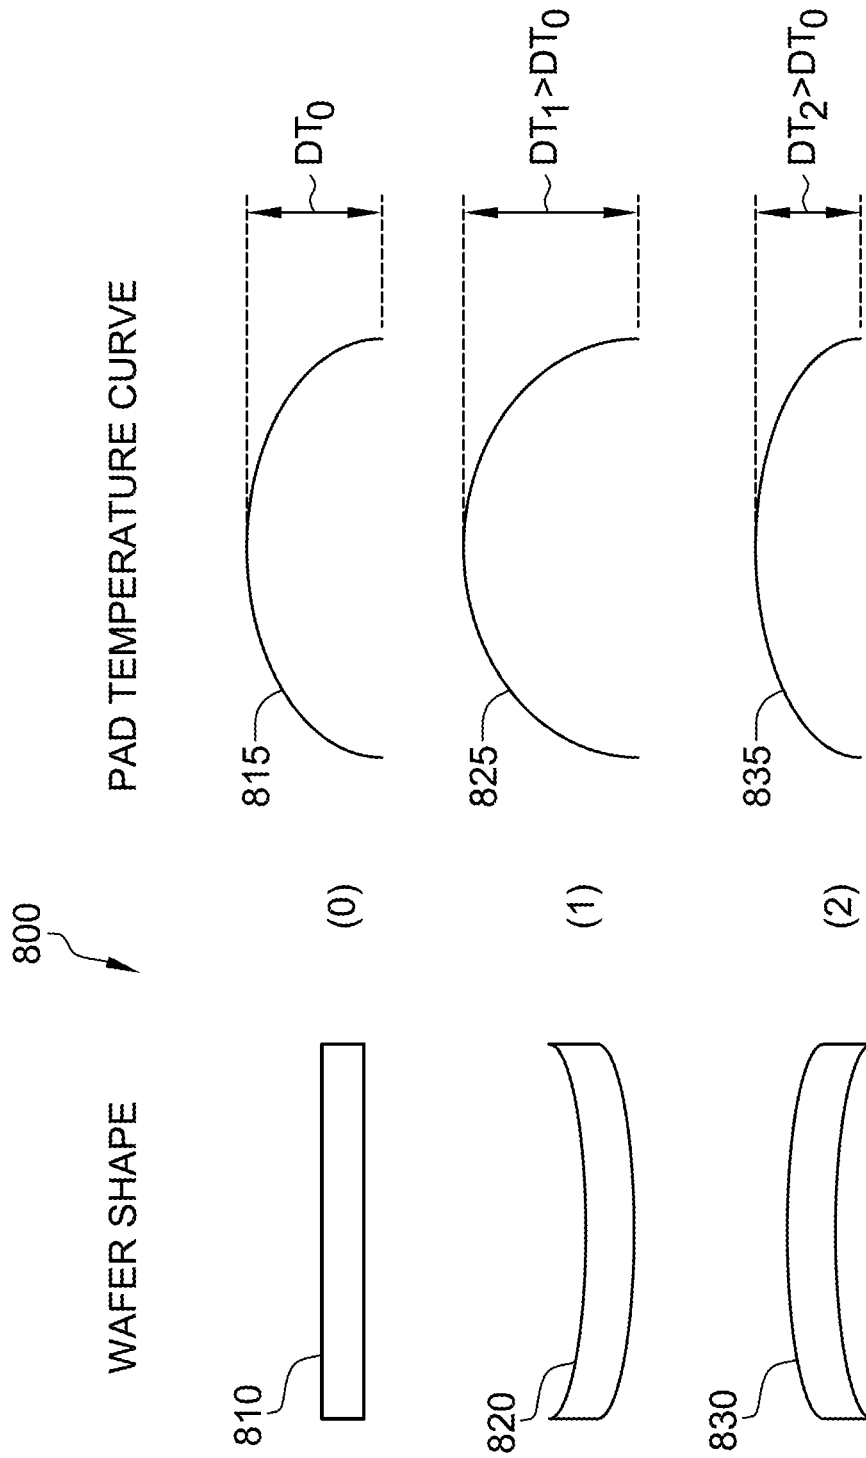 800
WAFER SHAPE
PAD TEMPERATURE CURVE
810
(0)
815
DT₀
820
(1)
825
DT₁>DT₀
830
(2)
835
DT₂>DT₀